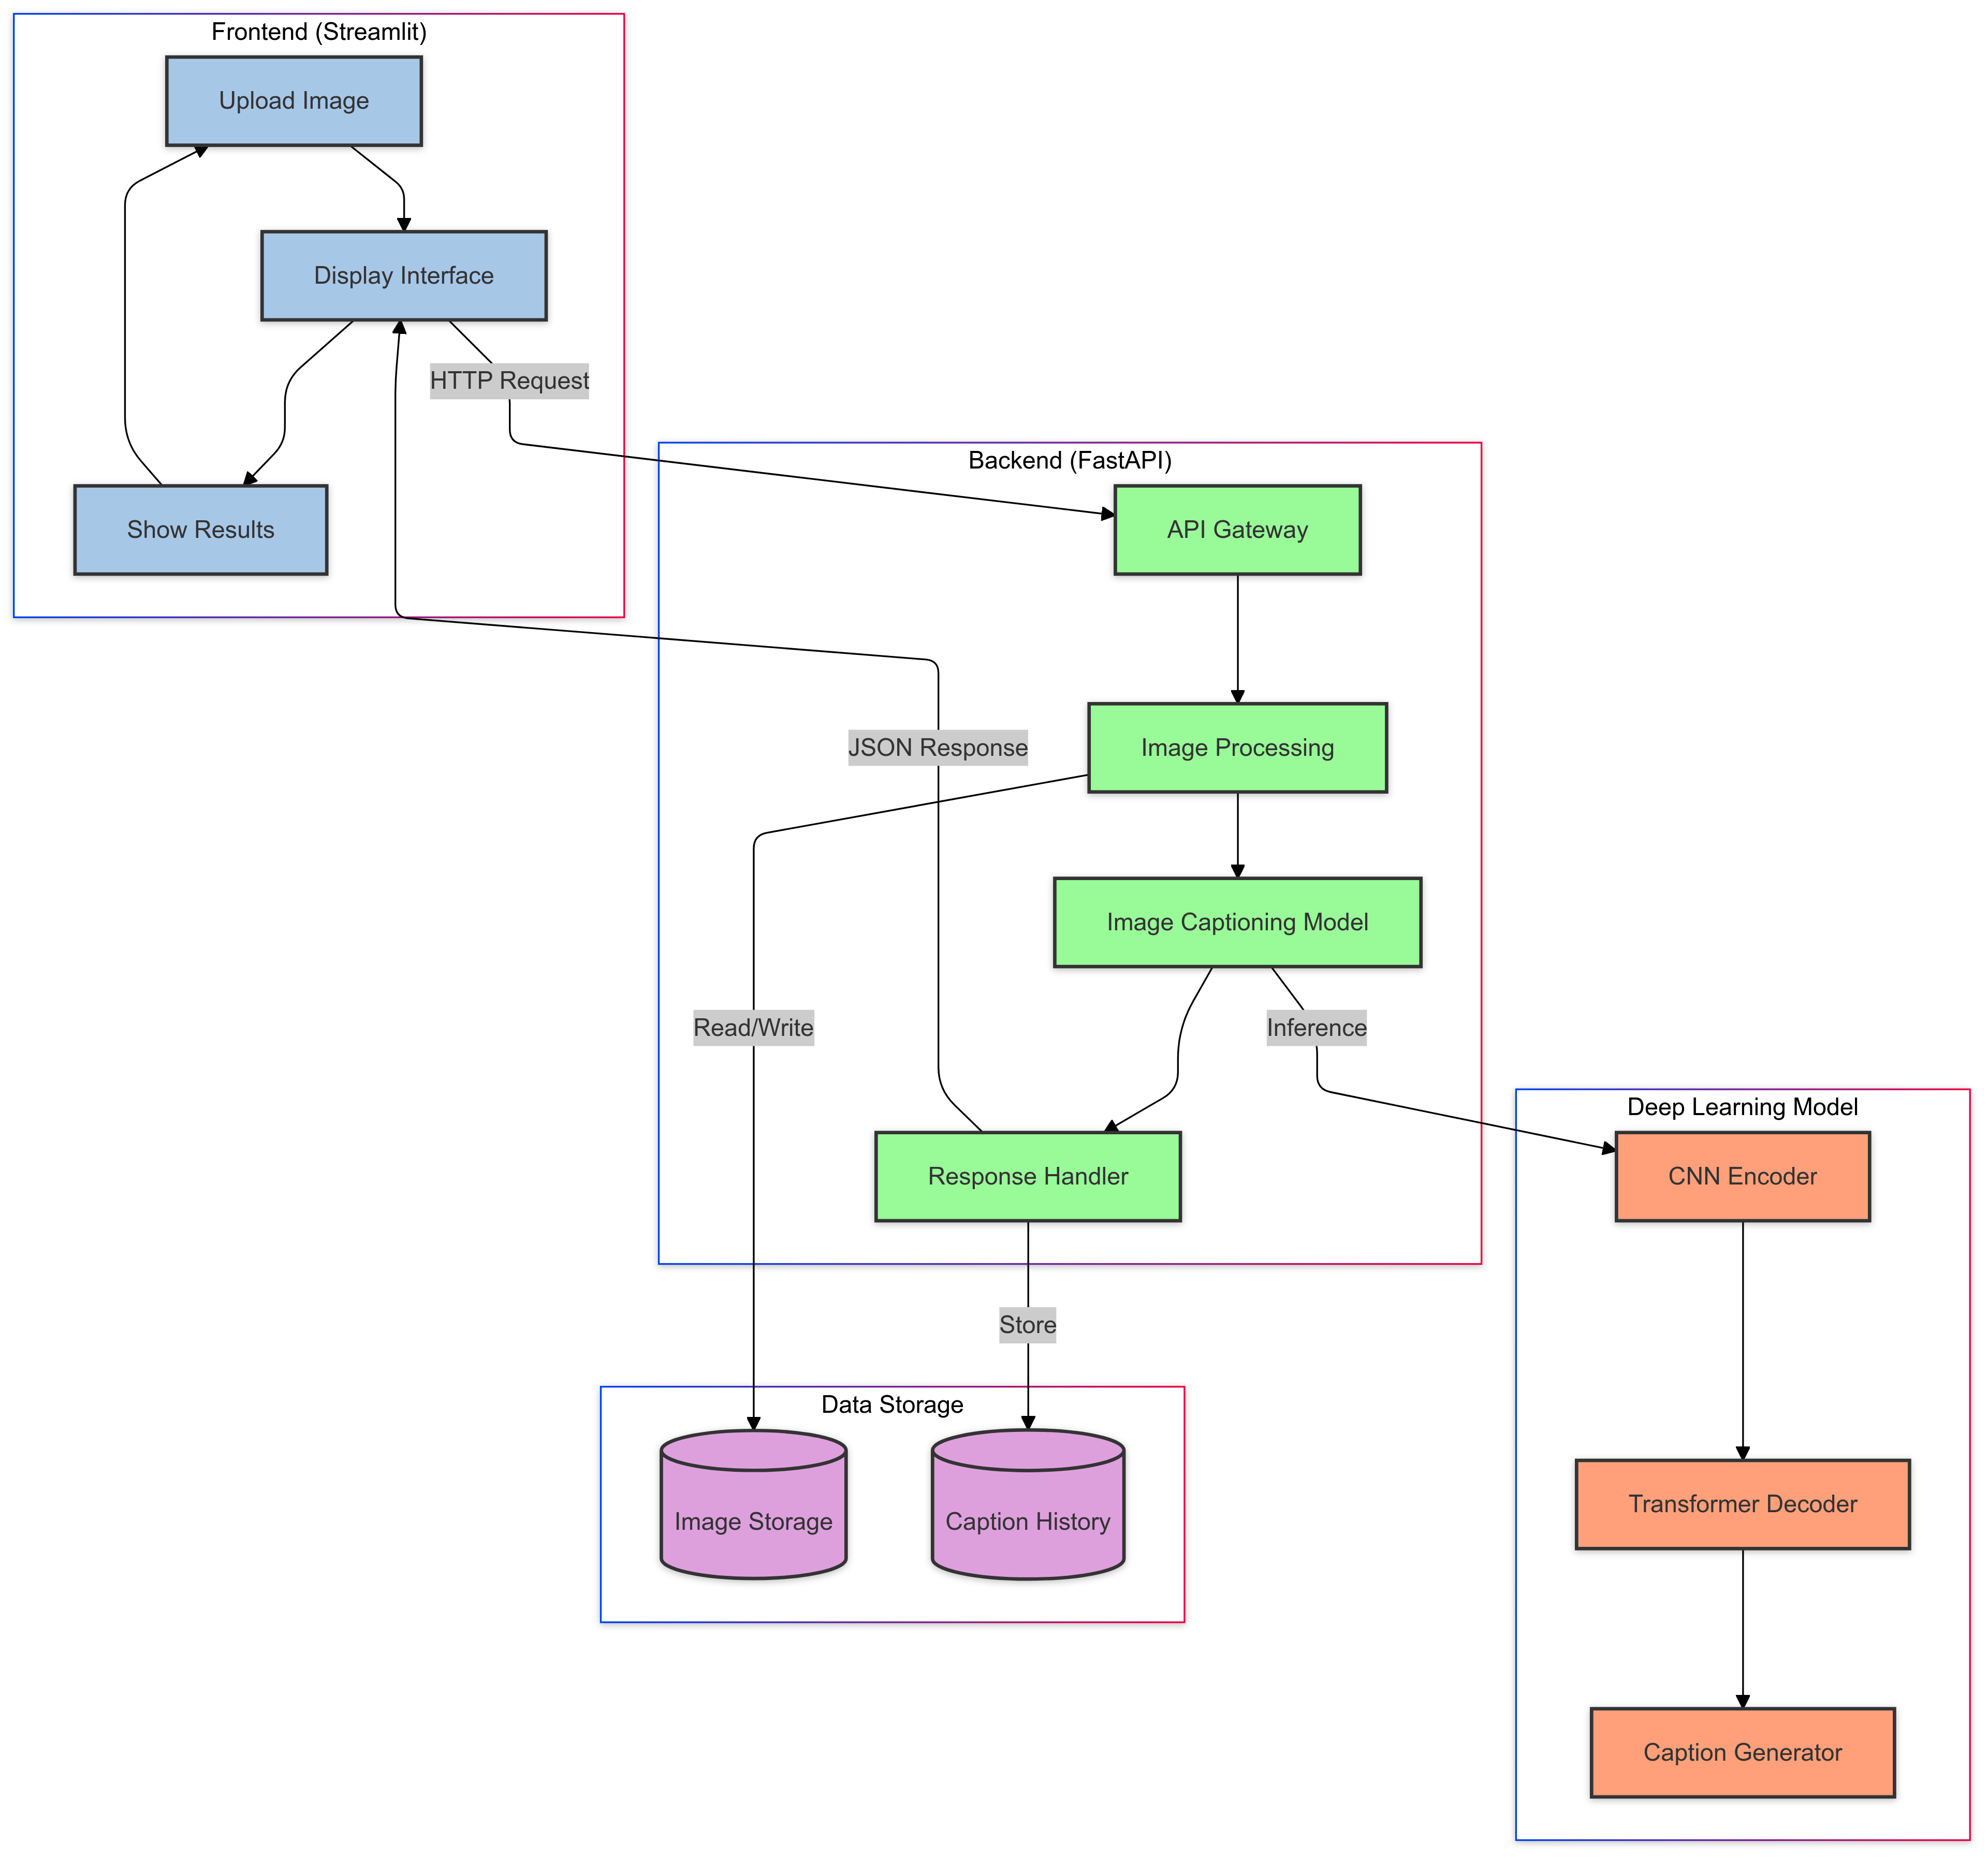 Frontend (Streamlit)
Upload Image
Display Interface
HTTP Request
Show Results
Backend (FastAPI)
API Gateway
JSON Response
Image Processing
Image Captioning Model
Read/Write
Inference
Response Handler
Store
Deep Learning Model
CNN Encoder
Transformer Decoder
Caption Generator
Data Storage
Image Storage
Caption History